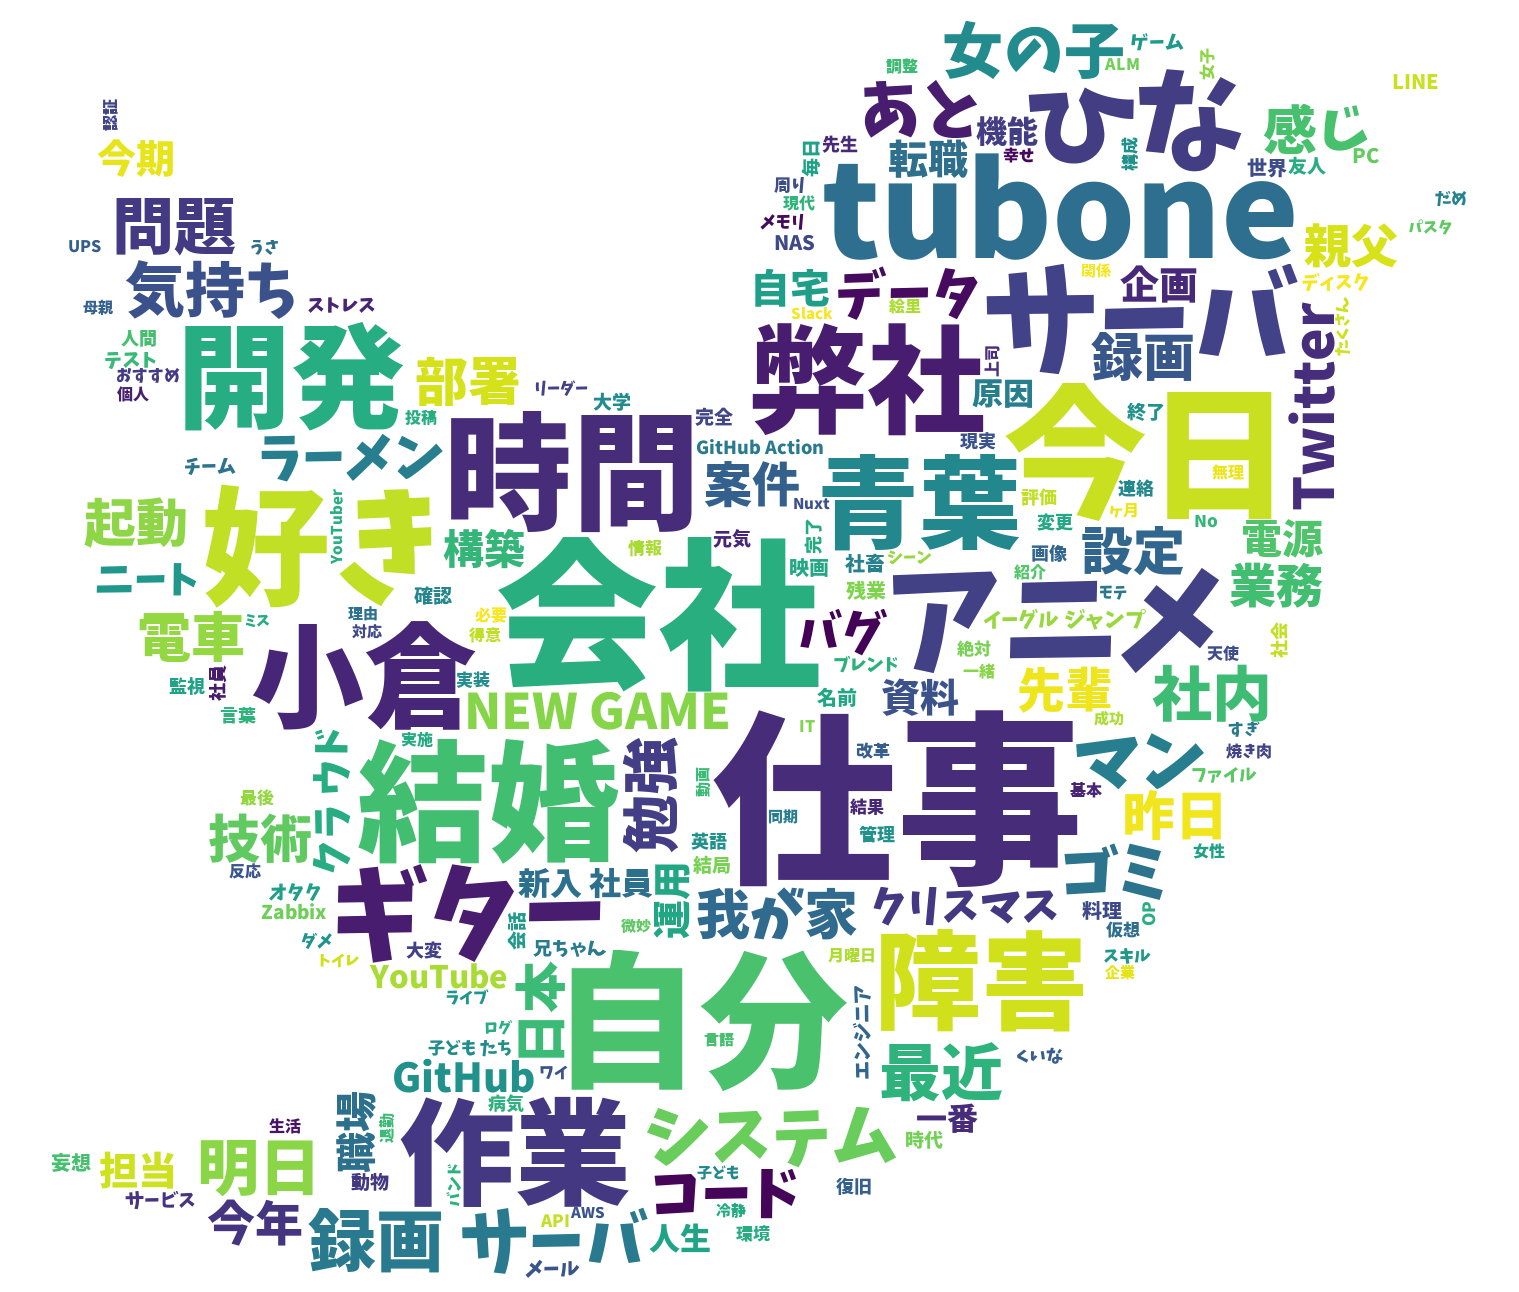 女の子
ゲーム
調整
ALM
女子
LINE
あと
ひな
認証
機能
感じ
先生
幸せ
構成
今期
毎日
転職
PC
世界
友人
tubone
周り
現代
だめ
問題
メモリ
パスタ
UPS
うさ
NAS
親父
気持ち
関係
自宅
データ
企画
サーバ
ディスク
母親
ストレス
絵里
Slack
Twitter
たくさん
人間
開発
弊社
録画
テスト
上司
おすすめ
個人
部署
リーダー
原因
今日
大学
投稿
時間
完全
終了
ラーメン
GitHub Action
現実
チーム
案件
青葉
無理
好き
YouTuber
評価
連絡
起動
Nuxt
ヶ月
変更
No
構築
情報
元気
完了
設定
電源
シーン
画像
ニート
会社
映画
社畜
紹介
アニメ
業務
確認
残業
モテ
電車
ミス
理由
必要
バグ
イーグル ジャンプ
対応
得意
社会
小倉
絶対
天使
ブレンド
一緒
監視
社員
実装
先輩
社内
言葉
NEW GAME
名前
資料
成功
実施
仕事
IT
すぎ
クラウド
結婚
勉強
改革
マン
焼き肉
動画
ファイル
最後
基本
技術
同期
結果
昨日
英語
管理
女性
反応
結局
ゴミ
オタク
ギター
新入 社員
運用
Zabbix
我が家
クリスマス
料理
OP
会話
微妙
仮想
ダメ
大変
兄ちゃん
トイレ
月曜日
障害
スキル
YouTube
企業
日本
自分
ライブ
エンジニア
ログ
言語
子ども たち
最近
くいな
GitHub
ワイ
病気
職場
作業
システム
一番
生活
退勤
時代
妄想
担当
明日
動物
バンド
コード
子ども
復旧
サービス
今年
録画 サーバ
API
AWS
冷静
人生
環境
メール